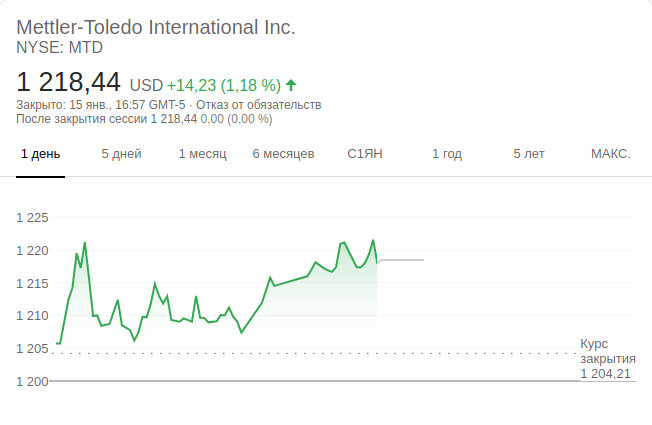 Mettler-Toledo International Inc.
NYSE: MTD
1 218,44 USD +14,23 (1,18 %)
Закрыто: 15 янв., 16:57 GMT-5 · Отказ от обязательств
После закрытия сессии 1 218,44 0,00 (0,00 %)
1 день 5 дней 1 месяц 6 месяцев С1ЯН 1 год 5 лет МАКС.
1 225
1 220
1 215
1 210
1 205
1 200
Курс
закрытия
1 204,21